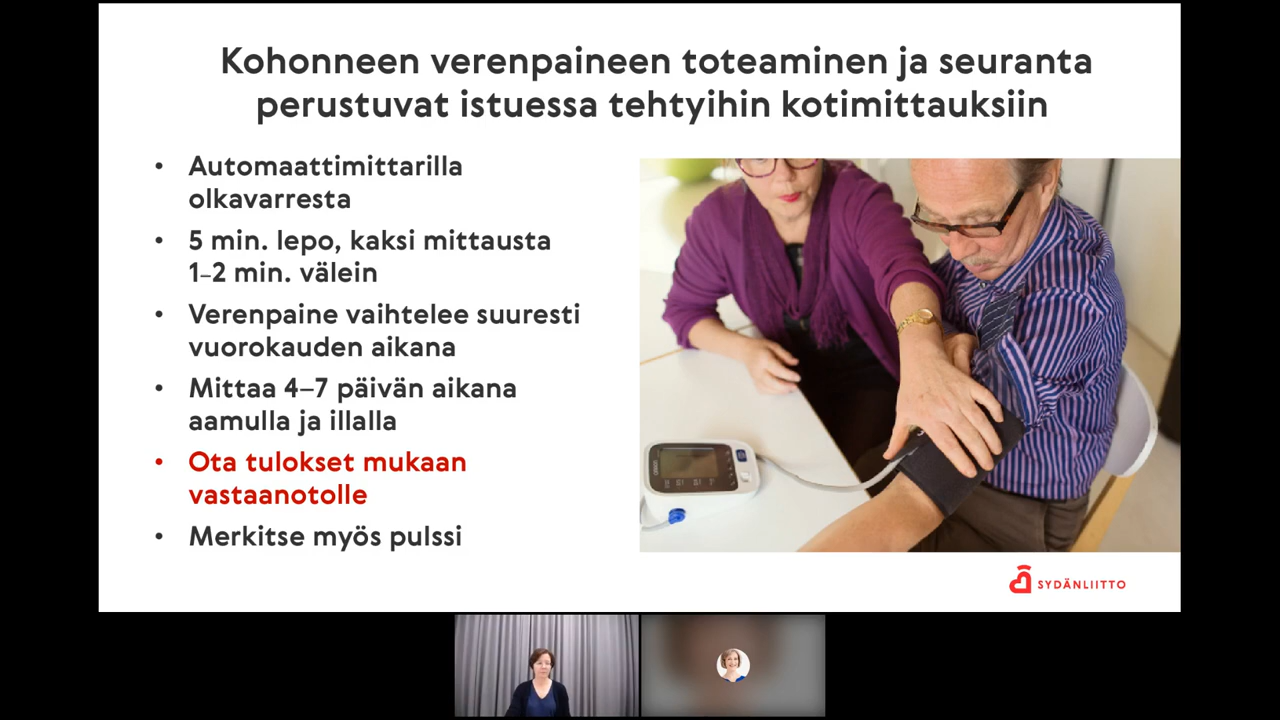 Kohonneen verenpaineen toteaminen ja seuranta
perustuvat istuessa tehtyihin kotimittauksiin
• Automaattimittarilla
olkavarresta
• 5 min. lepo, kaksi mittausta
1–2 min. välein
• Verenpaine vaihtelee suuresti
vuorokauden aikana
• Mittaa 4–7 päivän aikana
aamulla ja illalla
• Ota tulokset mukaan
vastaanotolle
• Merkitse myös pulssi
SYDÄNLIITTO